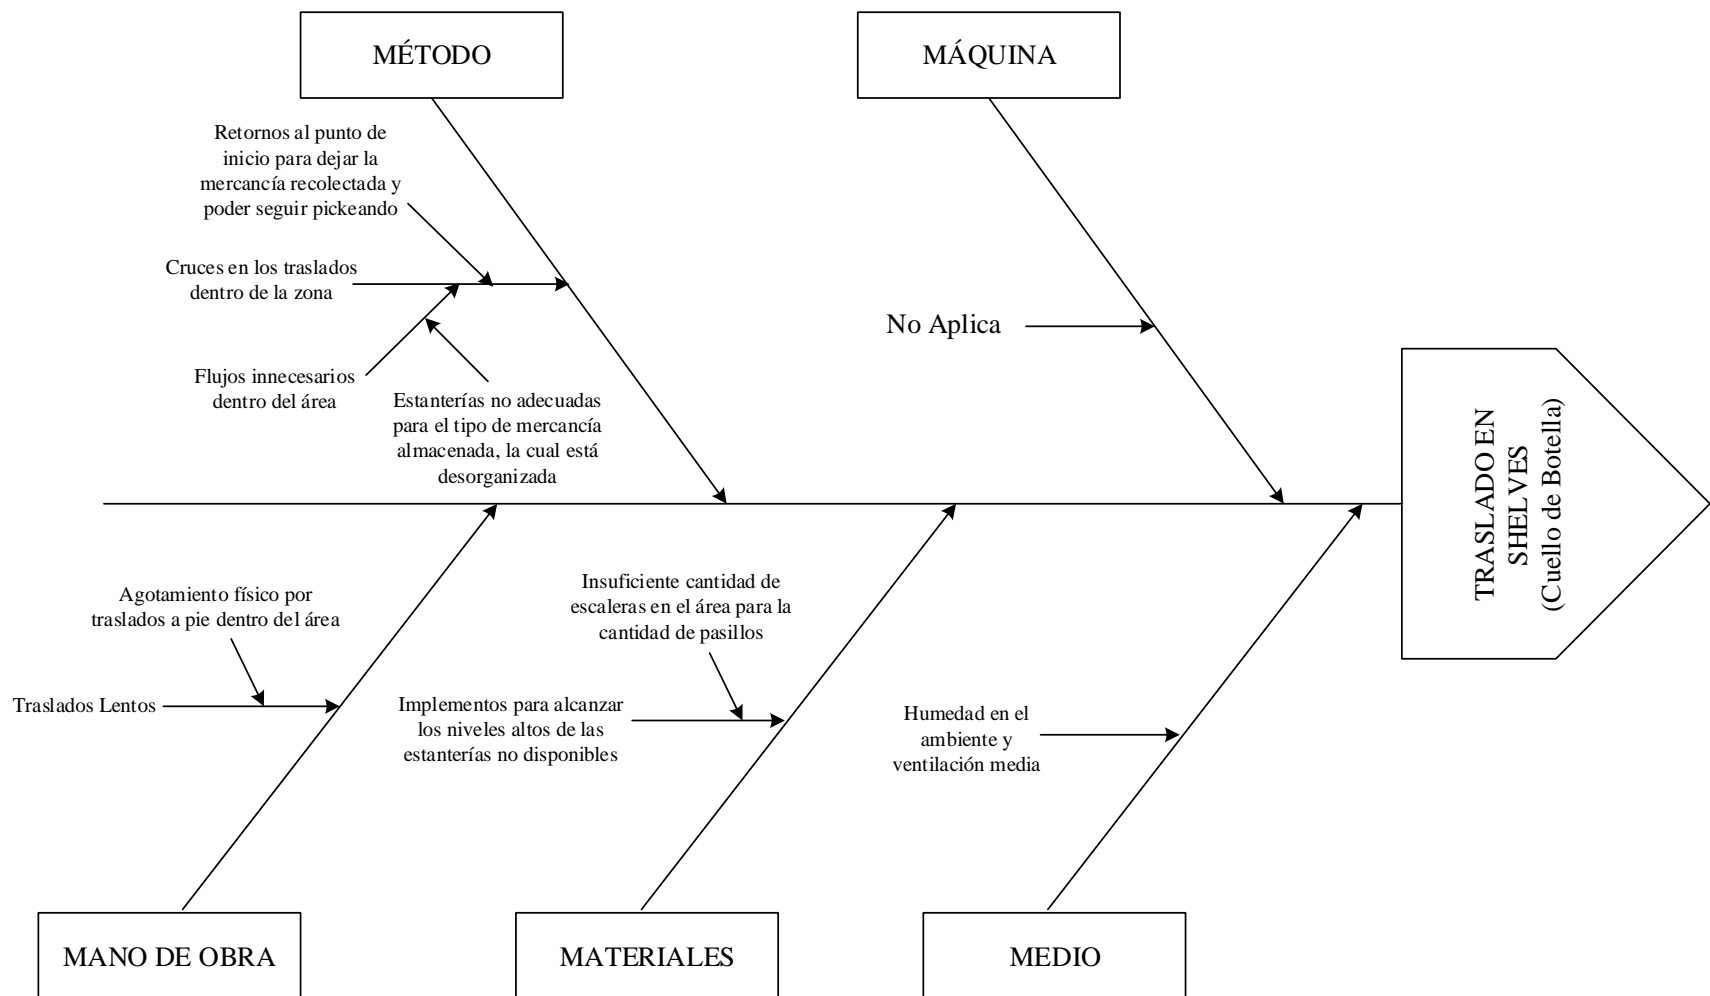 MÉTODO
MÁQUINA
Retornos al punto de
inicio para dejar la
mercancía recolectada y
poder seguir pickeando
Cruces en los traslados
dentro de la zona
Flujos innecesarios
dentro del área
Estanterías no adecuadas
para el tipo de mercancía
almacenada, la cual está
desorganizada
No Aplica
TRASLADO EN
SHELVES
(Cuello de Botella)
Agotamiento físico por
traslados a pie dentro del área
Traslados Lentos
Insuficiente cantidad de
escaleras en el área para la
cantidad de pasillos
Implementos para alcanzar
los niveles altos de las
estanterías no disponibles
Humedad en el
ambiente y
ventilación media
MANO DE OBRA
MATERIALES
MEDIO